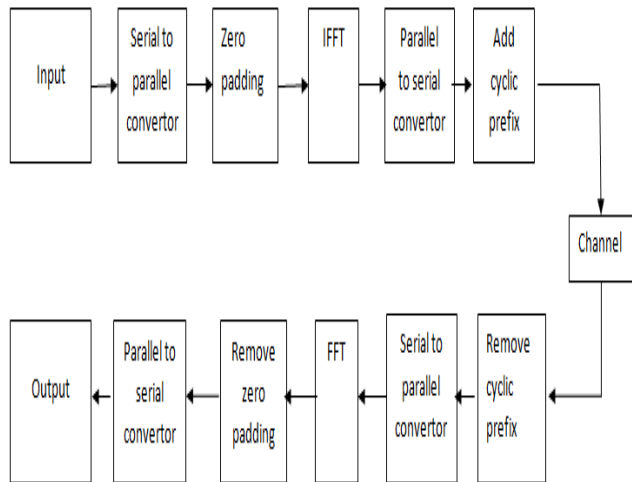 Input
Serial to
parallel
convertor
Zero
padding
IFFT
Parallel
to serial
convertor
Add
cyclic
prefix
Channel
Output
Parallel to
serial
convertor
Remove
zero
padding
FFT
Serial to
parallel
convertor
Remove
cyclic
prefix